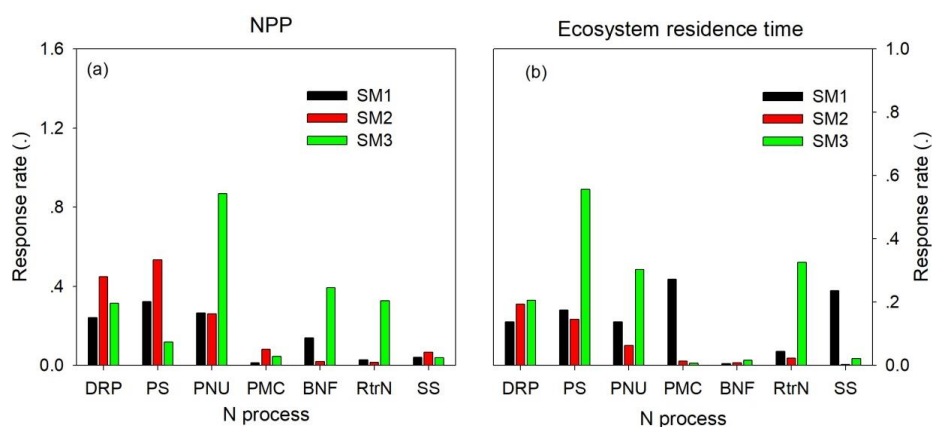 NPP
Ecosystem residence time
1.6
1.2
.8
.4
0.0
Response rate (.)
(a)
SM1
SM2
SM3
DRP PS PNU PMC BNF RtrN SS
N process
(b)
SM1
SM2
SM3
1.0
.8
.6
.4
.2
0.0
Response rate (.)
DRP PS PNU PMC BNF RtrN SS
N process